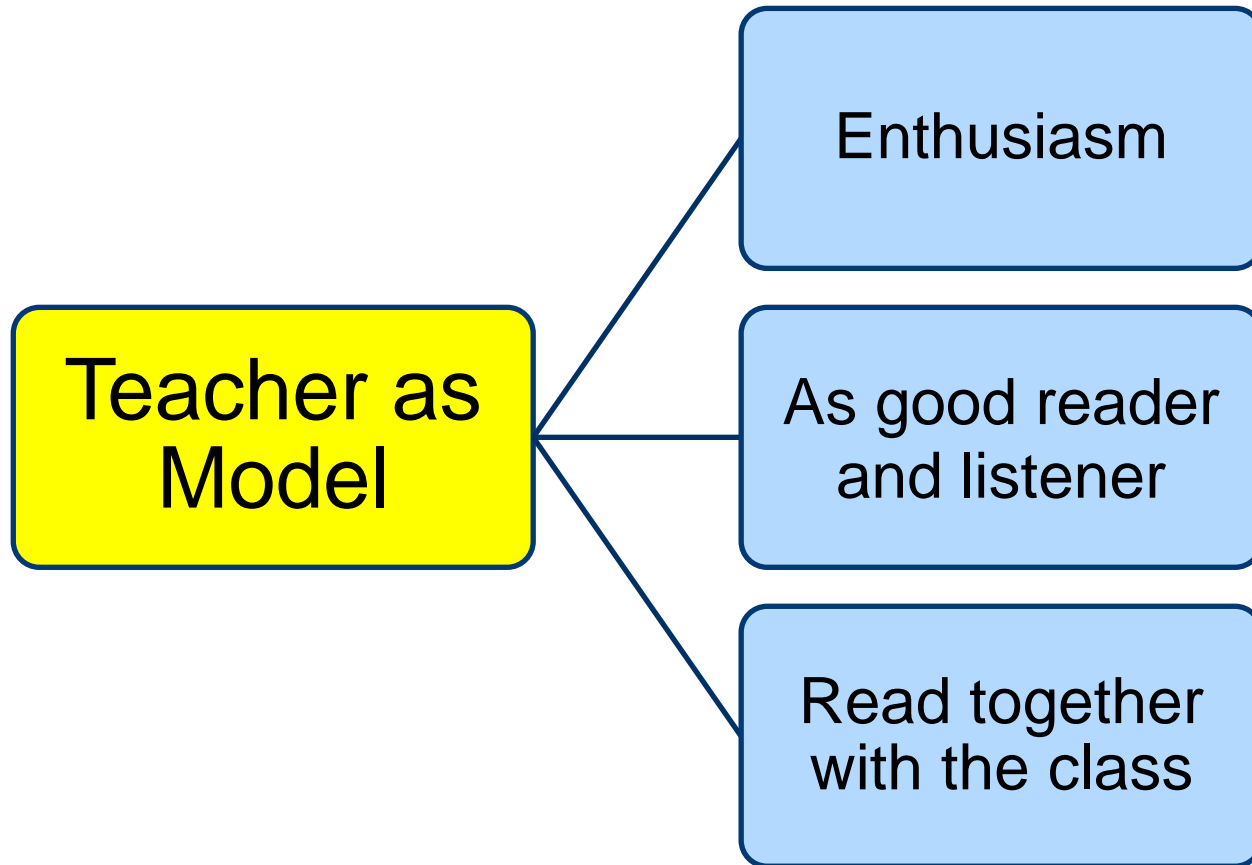 Teacher as
Model
Enthusiasm
As good reader
and listener
Read together
with the class